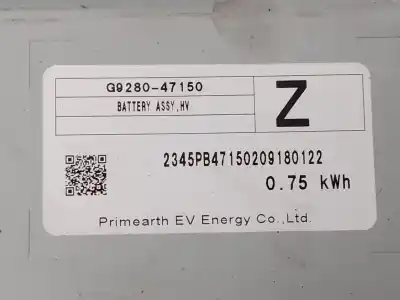 G9280-47150
BATTERY ASSY,HV
Z
2345PB47150209180122
0.75 kWh
Primearth EV Energy Co.,Ltd.